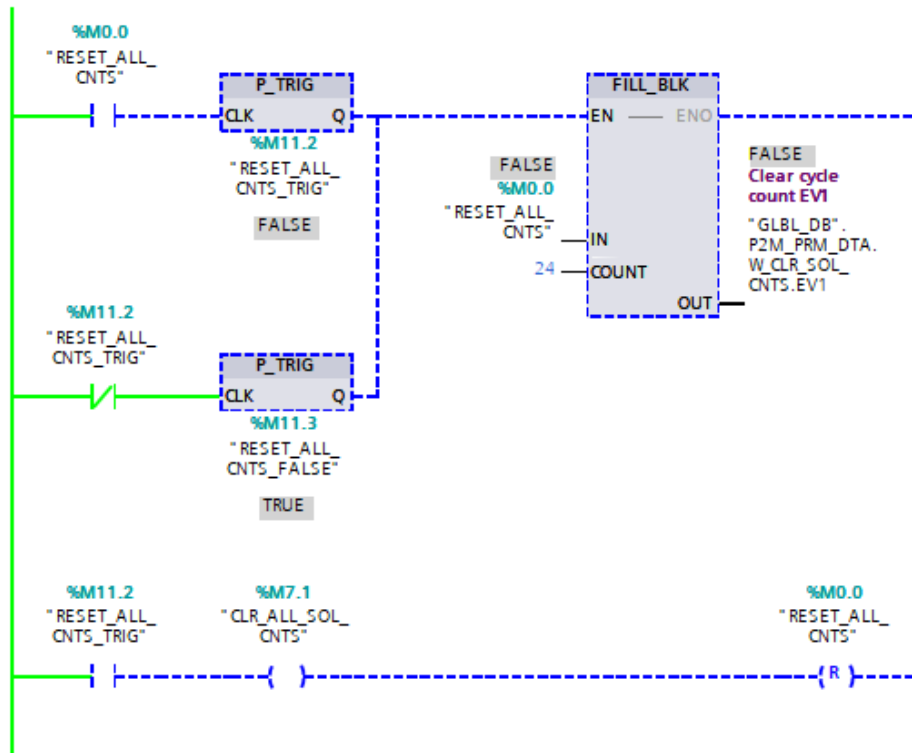 %M0.0
"RESET_ALL_
CNTS"
P_TRIG
CLK Q
%M11.2
"RESET_ALL_
CNTS_TRIG"
FALSE
FILL_BLK
EN ENO
FALSE
%M0.0
"RESET_ALL_
CNTS"
IN
24
COUNT
OUT
FALSE
Clear cycle
count EV1
"GLBL_DB".
P2M_PRM_DTA.
W_CLR_SOL_
CNTS.EV1
%M11.2
"RESET_ALL_
CNTS_TRIG"
P_TRIG
CLK Q
%M11.3
"RESET_ALL_
CNTS_FALSE"
TRUE
%M11.2
"RESET_ALL_
CNTS_TRIG"
%M7.1
"CLR_ALL_SOL_
CNTS"
%M0.0
"RESET_ALL_
CNTS"
R